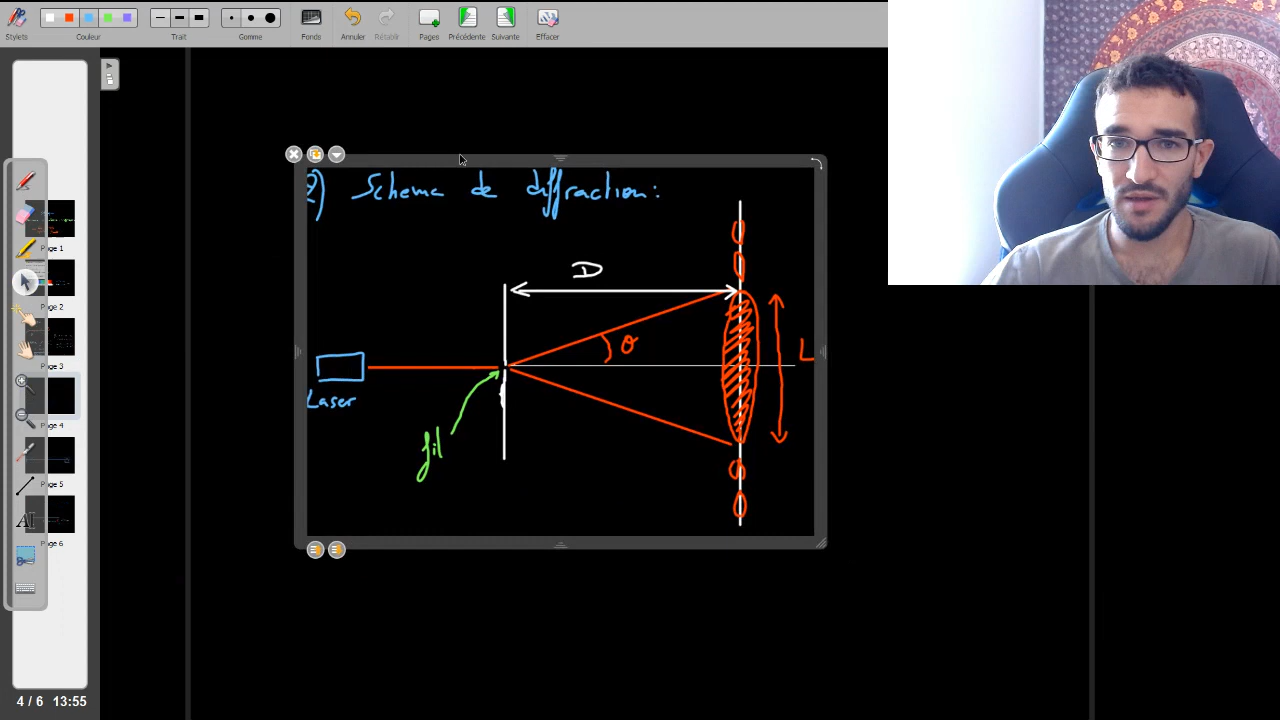 Stylets Couleur Trait Gomme Fonds Annuler Rétablir Pages Précédente Suivante Effacer
2) Schema de diffraction:
D
θ
L
Laser
fil
Page 1
Page 2
Page 3
Page 4
Page 5
Page 6
4 / 6 13:55